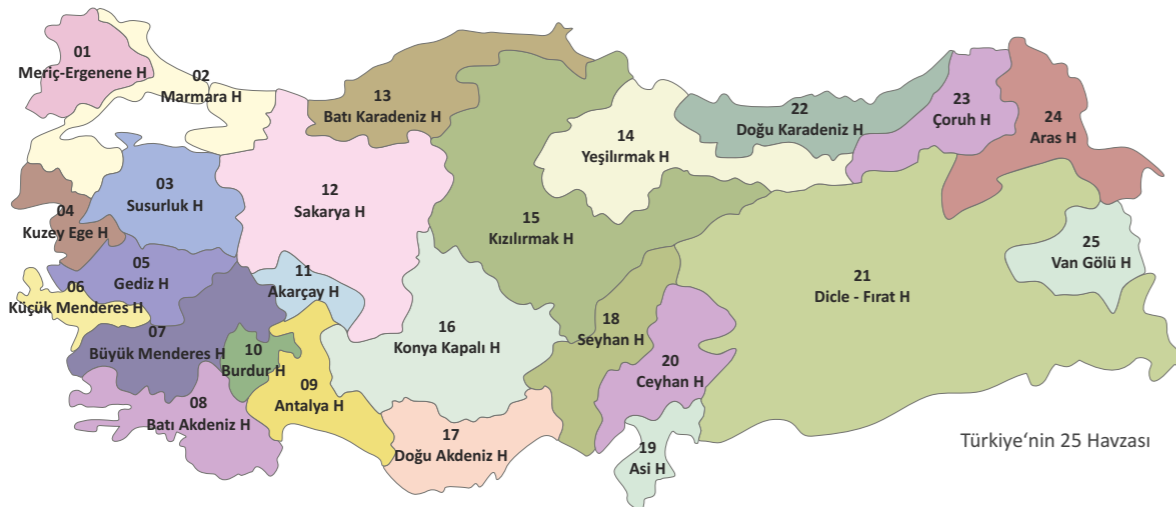 01
Meriç-Ergenene H
02
Marmara H
03
Susurluk H
04
Kuzey Ege H
05
Gediz H
06
Küçük Menderes H
07
Büyük Menderes H
08
Batı Akdeniz H
09
Antalya H
10
Burdur H
11
Akarçay H
12
Sakarya H
13
Batı Karadeniz H
14
Yeşilırmak H
15
Kızılırmak H
16
Konya Kapalı H
17
Doğu Akdeniz H
18
Seyhan H
19
Asi H
20
Ceyhan H
21
Dicle - Fırat H
22
Doğu Karadeniz H
23
Çoruh H
24
Aras H
25
Van Gölü H
Türkiye‘nin 25 Havzası